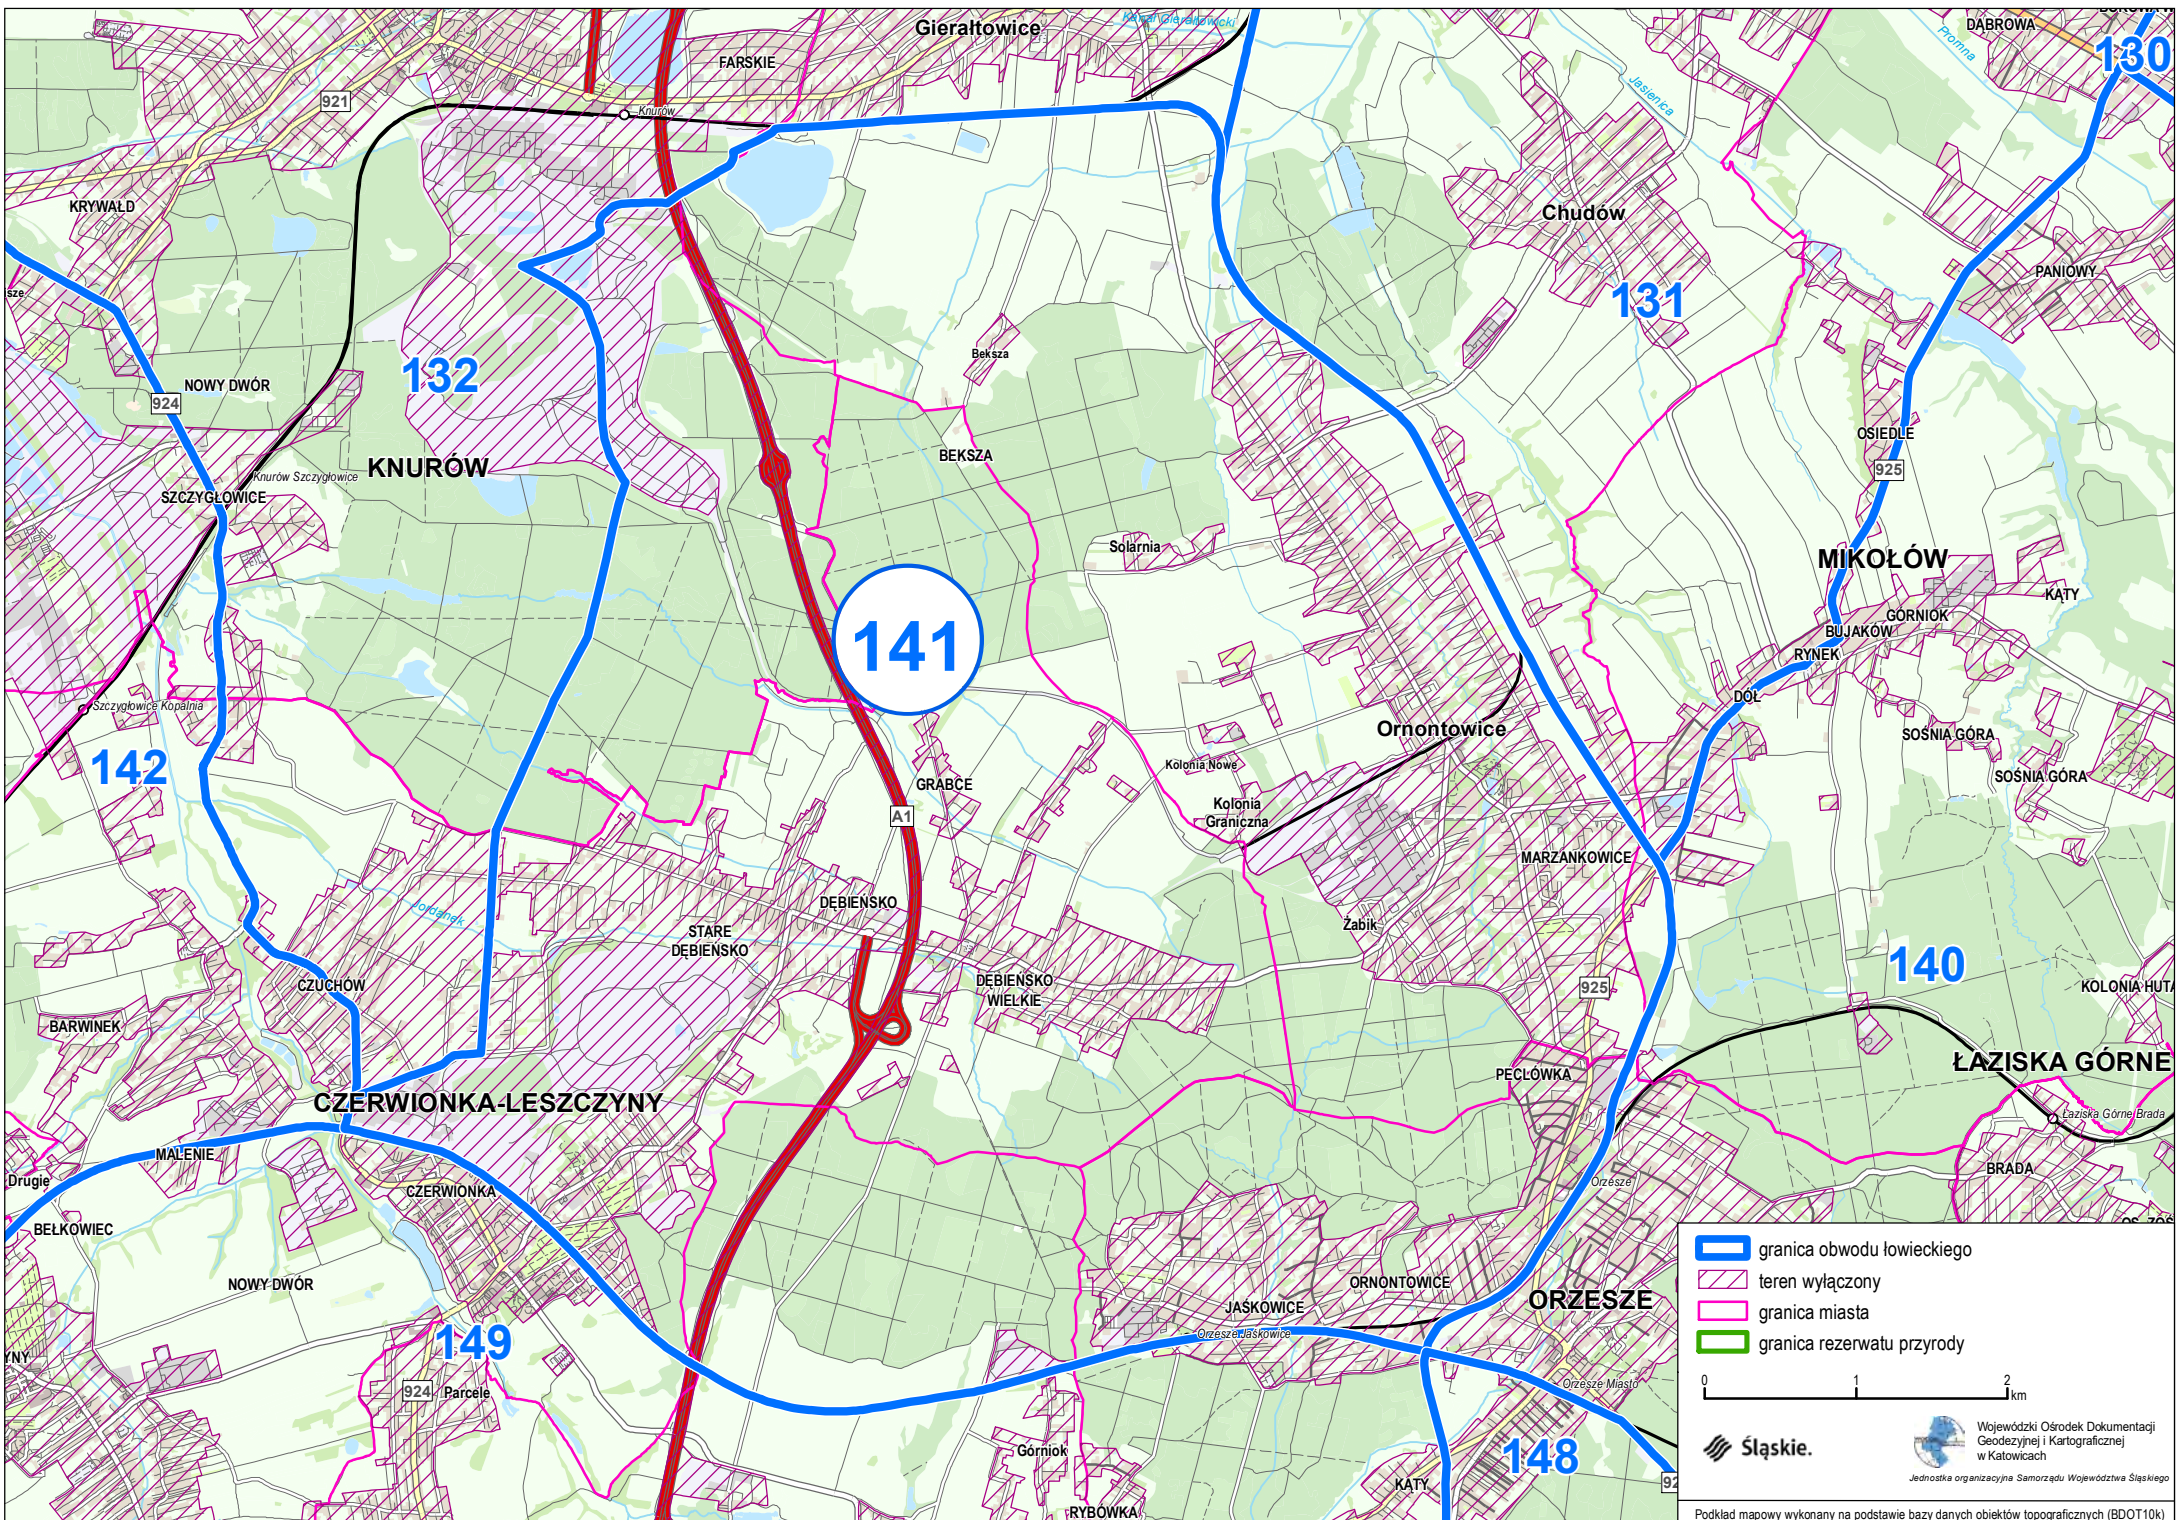 Gierałtowice
Kanał Gierałtowicki
DĄBROWA
130
Promna
FARSKIE
921
Knurów
Jasienica
KRYWAŁD
Chudów
PANIOWY
131
Beksza
132
NOWY DWÓR
924
OSIEDLE
BEKSZA
925
KNURÓW
Knurów Szczygłowice
SZCZYGŁOWICE
Solarnia
MIKOŁÓW
KĄTY
GÓRNIOK
BUJAKÓW
141
RYNEK
DÓŁ
Szczygłowice Kopalnia
Ornontowice
SOŚNIA GÓRA
142
Kolonia Nowe
SOŚNIA GÓRA
GRABCE
Kolonia
Graniczna
A1
MARZANKOWICE
DĘBIEŃSKO
Jordanek
Żabik
STARE
DĘBIEŃSKO
140
DĘBIEŃSKO
WIELKIE
CZUCHÓW
925
KOLONIA HUTA
BARWINEK
ŁAZISKA GÓRNE
PECLÓWKA
CZERWIONKA-LESZCZYNY
Łaziska Górne Brada
MALENIE
BRADA
Drugie
CZERWIONKA
Orzesze
BEŁKOWIEC
NOWY DWÓR
ORNONTOWICE
JAŚKOWICE
ORZESZE
Orzesze Jaśkowice
149
924
Parcele
Orzesze Miasto
Górniok
148
KĄTY
RYBÓWKA
granica obwodu łowieckiego
teren wyłączony
granica miasta
granica rezerwatu przyrody
0 1 2
km
Śląskie.
Wojewódzki Ośrodek Dokumentacji
Geodezyjnej i Kartograficznej
w Katowicach
Jednostka organizacyjna Samorządu Województwa Śląskiego
Podkład mapowy wykonany na podstawie bazy danych obiektów topograficznych (BDOT10k)